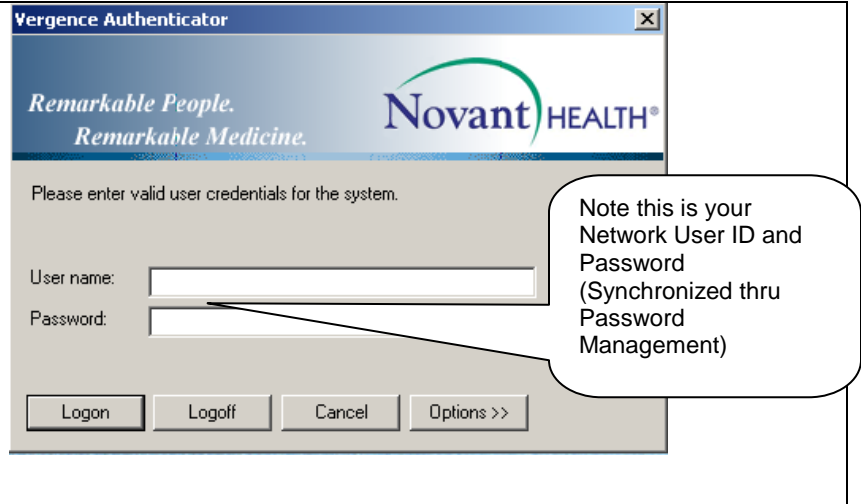 Vergence Authenticator
Remarkable People.
Remarkable Medicine.
Novant HEALTH®
Please enter valid user credentials for the system.
User name:
Password:
Note this is your
Network User ID and
Password
(Synchronized thru
Password
Management)
Logon
Logoff
Cancel
Options >>